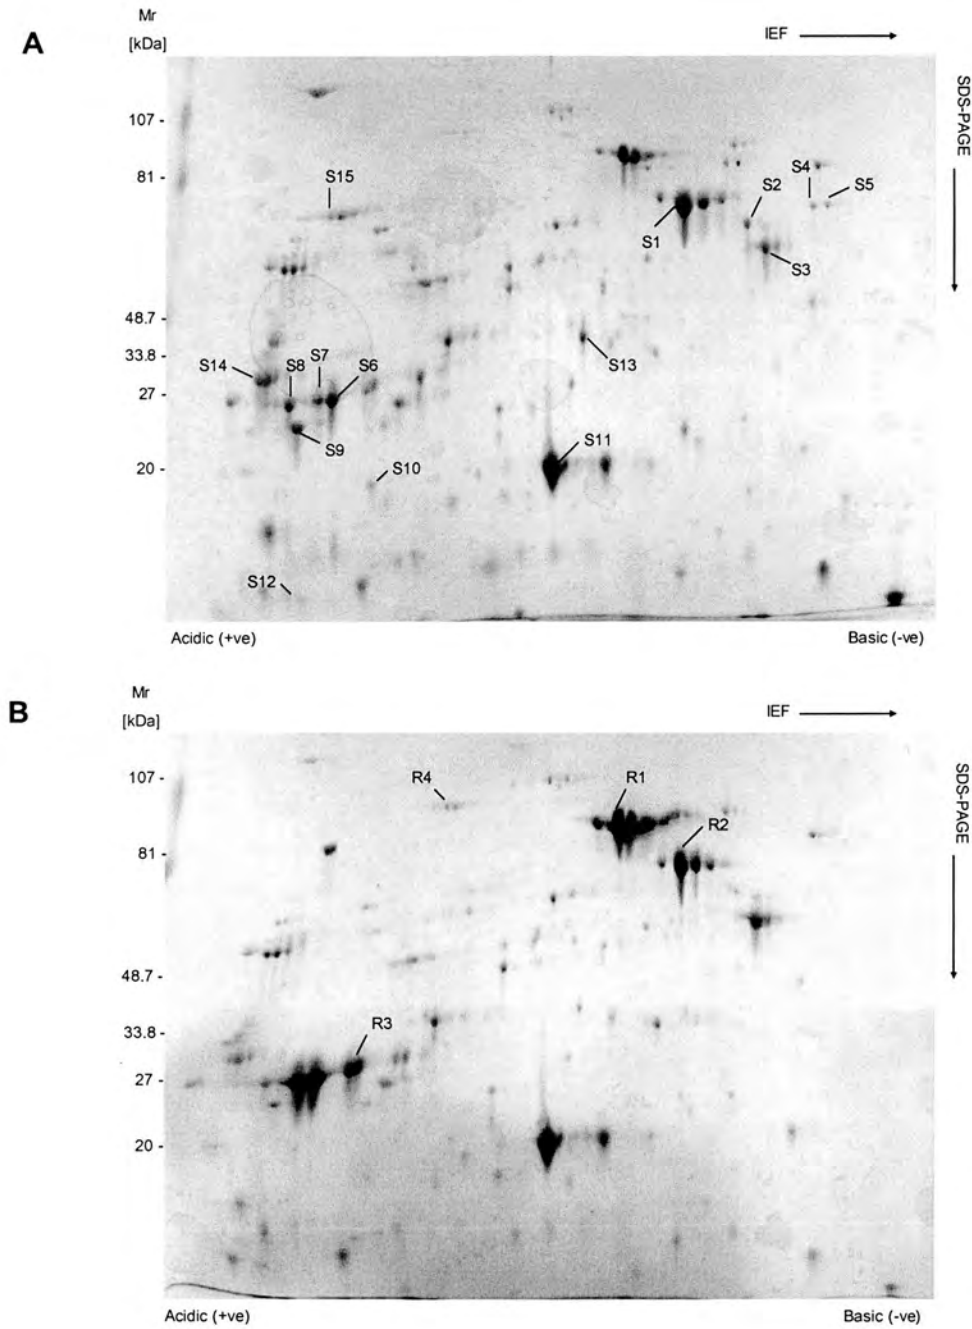 A
Mr
[kDa]
IEF
SDS-PAGE
107 -
81 -
48.7 -
33.8 -
27 -
20 -
S15
S4
S2
S5
S1
S3
S13
S14
S8
S7
S6
S9
S11
S10
S12
Acidic (+ve)
Basic (-ve)
B
Mr
[kDa]
IEF
SDS-PAGE
107 -
81 -
48.7 -
33.8 -
27 -
20 -
R4
R1
R2
R3
Acidic (+ve)
Basic (-ve)